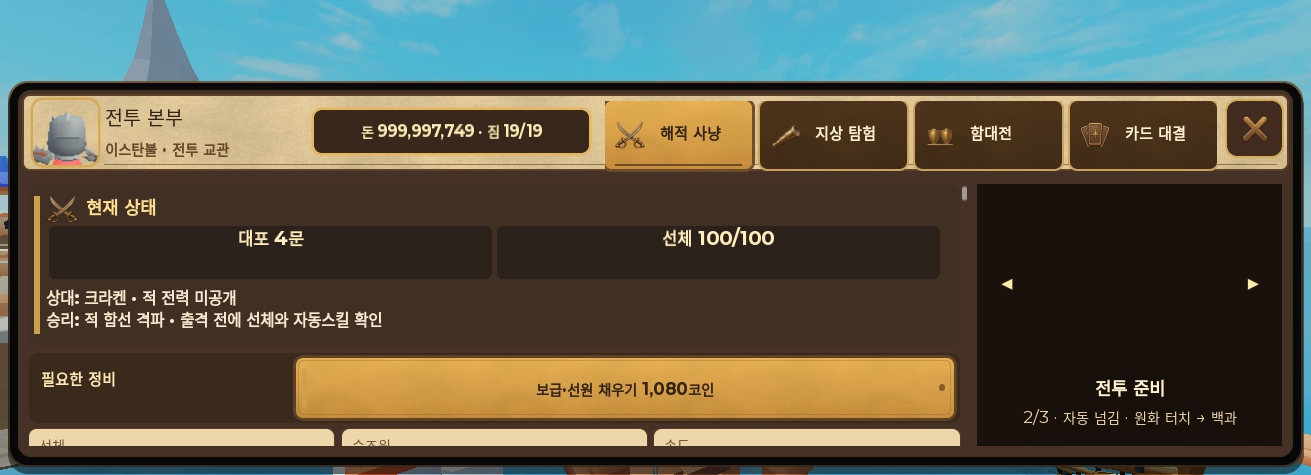 전투 본부
이스탄불 • 전투 교관
돈 999,997,749 · 짐 19/19
해적 사냥
지상 탐험
함대전
카드 대결
현재 상태
대포 4문
선체 100/100
상대: 크라켄 • 적 전력 미공개
승리: 적 함선 격파 • 출격 전에 선체와 자동스킬 확인
필요한 정비
보급·선원 채우기 1,080코인
전투 준비
2/3 · 자동 넘김 · 원화 터치 → 백과